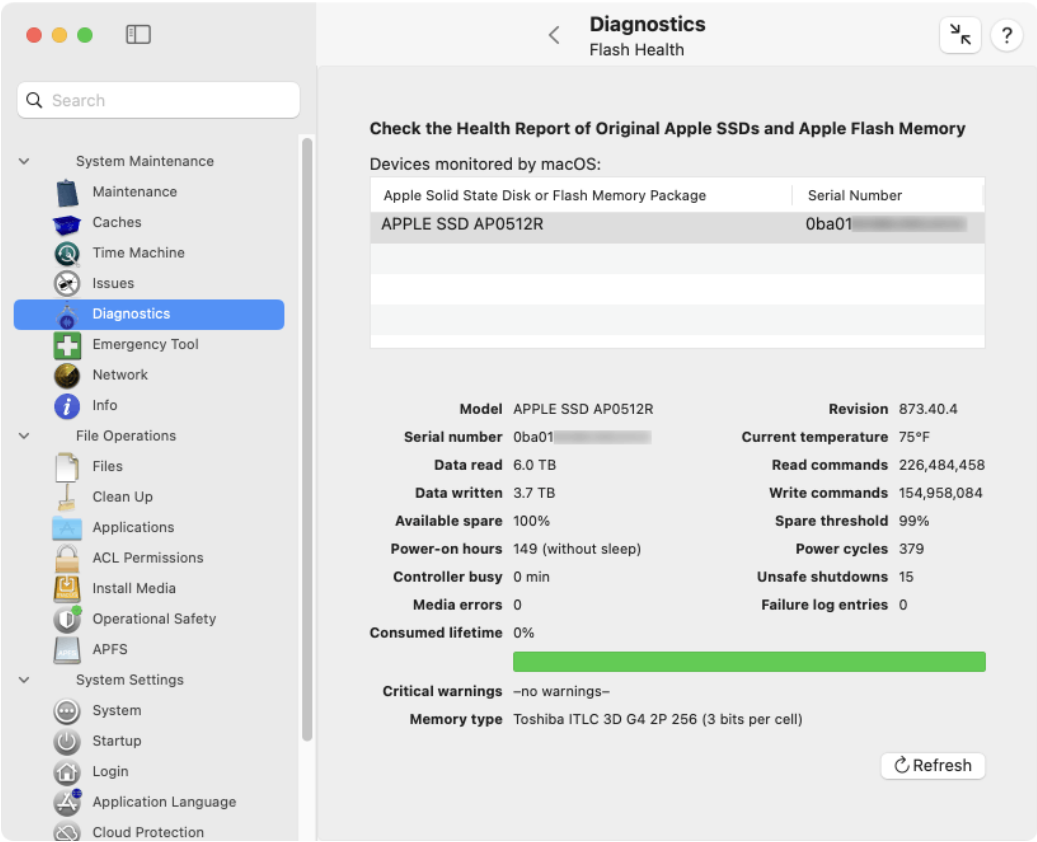 Diagnostics
Flash Health
?
Search
System Maintenance
Maintenance
Caches
Time Machine
Issues
Diagnostics
Emergency Tool
Network
Info
File Operations
Files
Clean Up
Applications
ACL Permissions
Install Media
Operational Safety
APFS
System Settings
System
Startup
Login
Application Language
Cloud Protection
Check the Health Report of Original Apple SSDs and Apple Flash Memory
Devices monitored by macOS:
Apple Solid State Disk or Flash Memory Package Serial Number
APPLE SSD AP0512R 0ba01
Model APPLE SSD AP0512R Revision 873.40.4
Serial number 0ba01 Current temperature 75°F
Data read 6.0 TB Read commands 226,484,458
Data written 3.7 TB Write commands 154,958,084
Available spare 100% Spare threshold 99%
Power-on hours 149 (without sleep) Power cycles 379
Controller busy 0 min Unsafe shutdowns 15
Media errors 0 Failure log entries 0
Consumed lifetime 0%
Critical warnings –no warnings–
Memory type Toshiba ITLC 3D G4 2P 256 (3 bits per cell)
Refresh